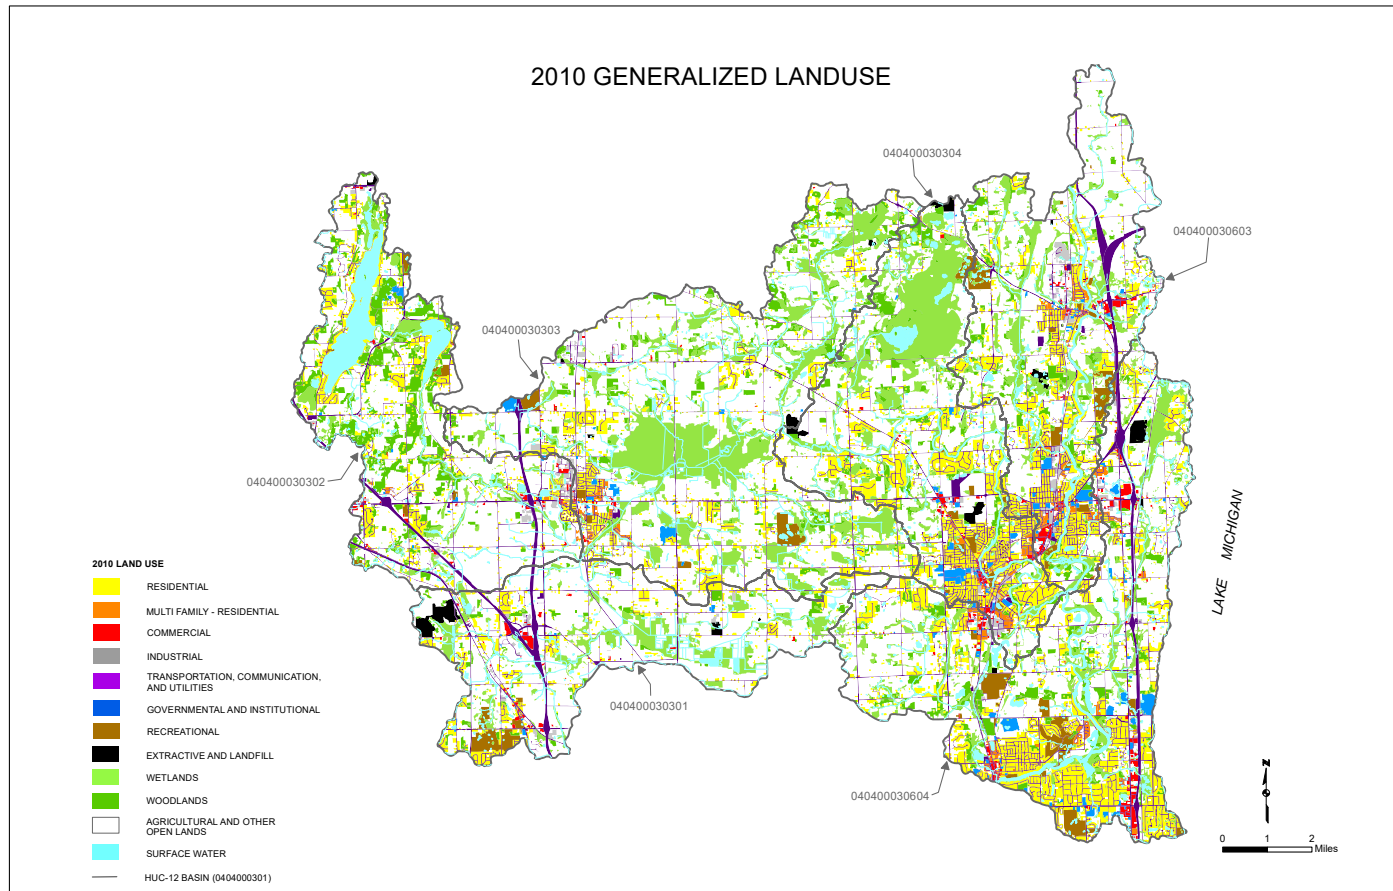 2010 GENERALIZED LANDUSE
040400030304
040400030603
040400030303
040400030302
LAKE MICHIGAN
040400030301
040400030604
2010 LAND USE
RESIDENTIAL
MULTI FAMILY - RESIDENTIAL
COMMERCIAL
INDUSTRIAL
TRANSPORTATION, COMMUNICATION,
AND UTILITIES
GOVERNMENTAL AND INSTITUTIONAL
RECREATIONAL
EXTRACTIVE AND LANDFILL
WETLANDS
WOODLANDS
AGRICULTURAL AND OTHER
OPEN LANDS
SURFACE WATER
HUC-12 BASIN (0404000301)
N
0 1 2
Miles